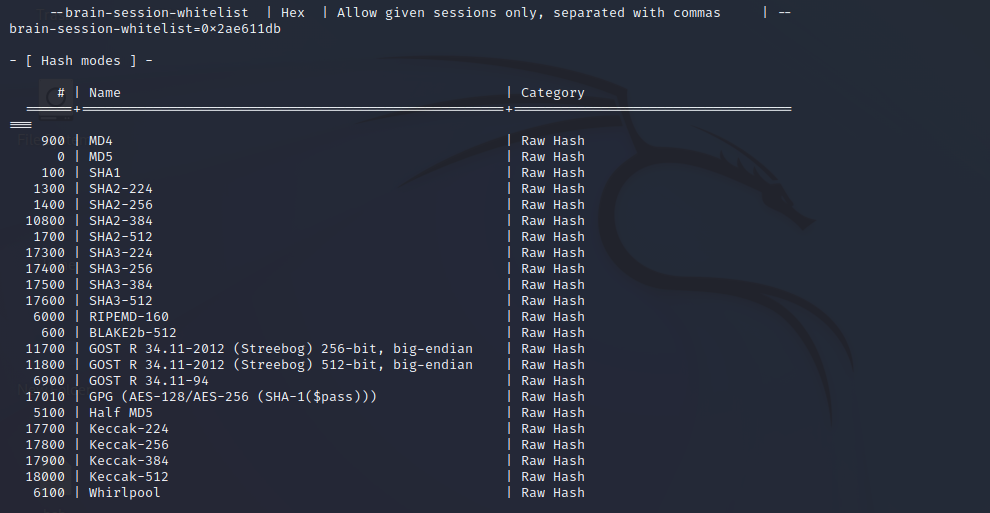 --brain-session-whitelist | Hex | Allow given sessions only, separated with commas | --
brain-session-whitelist=0×2ae611db
- [ Hash modes ] -
# | Name | Category
======+=====================================================+===================================
===
900 | MD4 | Raw Hash
0 | MD5 | Raw Hash
100 | SHA1 | Raw Hash
1300 | SHA2-224 | Raw Hash
1400 | SHA2-256 | Raw Hash
10800 | SHA2-384 | Raw Hash
1700 | SHA2-512 | Raw Hash
17300 | SHA3-224 | Raw Hash
17400 | SHA3-256 | Raw Hash
17500 | SHA3-384 | Raw Hash
17600 | SHA3-512 | Raw Hash
6000 | RIPEMD-160 | Raw Hash
600 | BLAKE2b-512 | Raw Hash
11700 | GOST R 34.11-2012 (Streebog) 256-bit, big-endian | Raw Hash
11800 | GOST R 34.11-2012 (Streebog) 512-bit, big-endian | Raw Hash
6900 | GOST R 34.11-94 | Raw Hash
17010 | GPG (AES-128/AES-256 (SHA-1($pass))) | Raw Hash
5100 | Half MD5 | Raw Hash
17700 | Keccak-224 | Raw Hash
17800 | Keccak-256 | Raw Hash
17900 | Keccak-384 | Raw Hash
18000 | Keccak-512 | Raw Hash
6100 | Whirlpool | Raw Hash